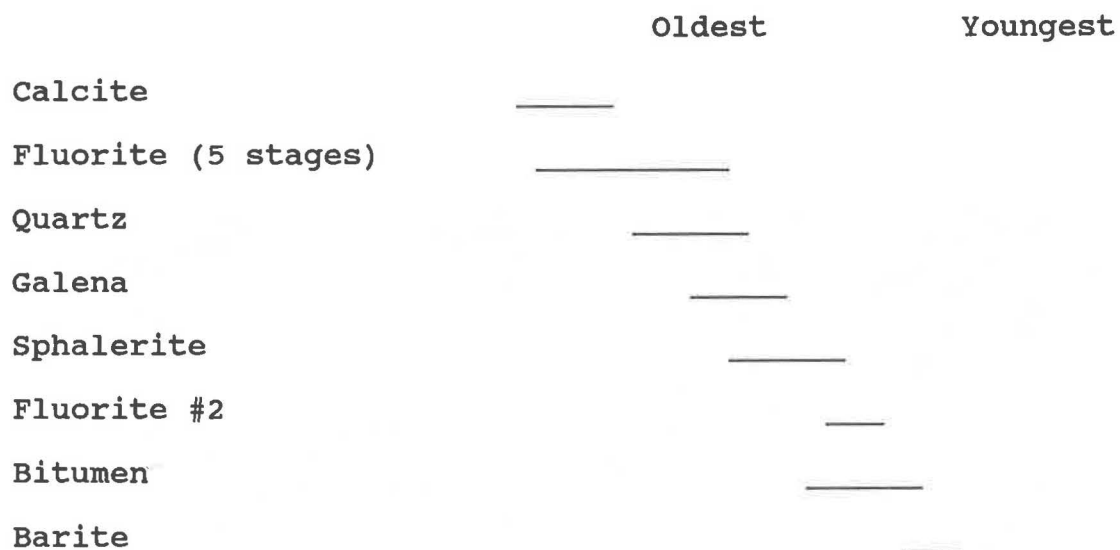 Oldest Youngest
Calcite
Fluorite (5 stages)
Quartz
Galena
Sphalerite
Fluorite #2
Bitumen
Barite